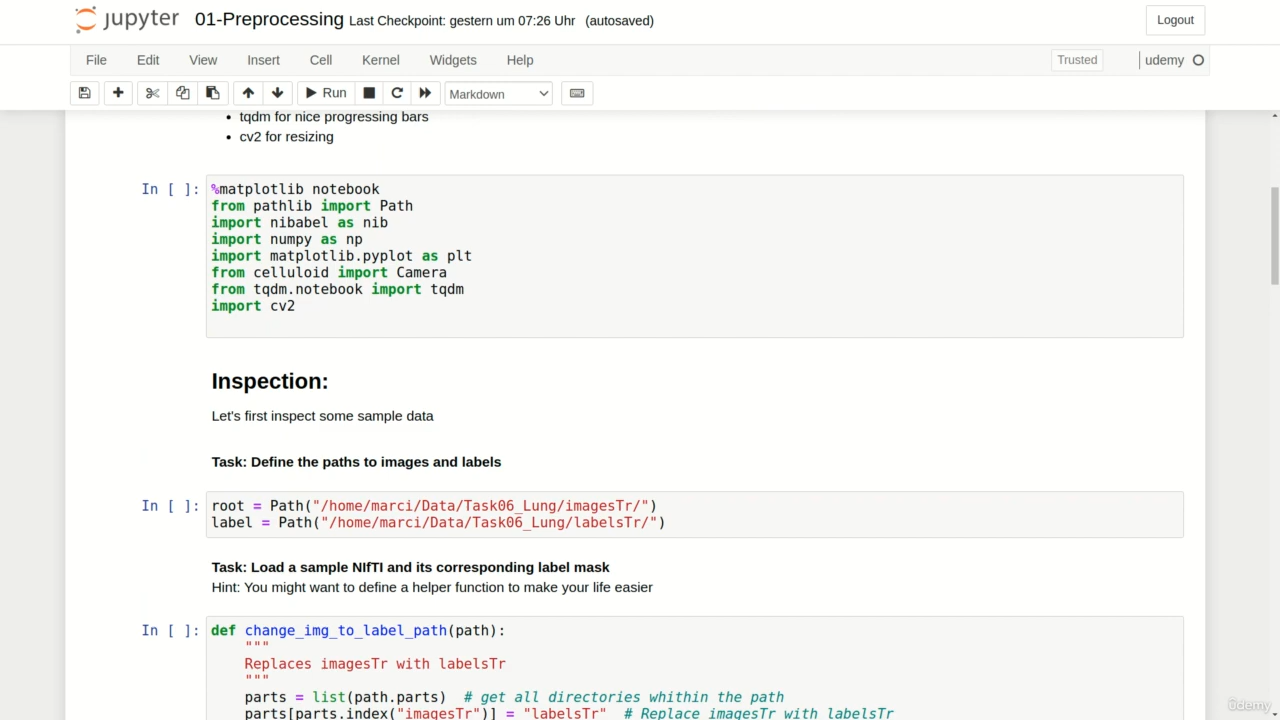 jupyter 01-Preprocessing Last Checkpoint: gestern um 07:26 Uhr (autosaved)
Logout
File Edit View Insert Cell Kernel Widgets Help
Trusted
udemy
Run
Markdown
• tqdm for nice progressing bars
• cv2 for resizing
In [ ]:
%matplotlib notebook
from pathlib import Path
import nibabel as nib
import numpy as np
import matplotlib.pyplot as plt
from celluloid import Camera
from tqdm.notebook import tqdm
import cv2
Inspection:
Let's first inspect some sample data
Task: Define the paths to images and labels
In [ ]:
root = Path("/home/marci/Data/Task06_Lung/imagesTr/")
label = Path("/home/marci/Data/Task06_Lung/labelsTr/")
Task: Load a sample NIfTI and its corresponding label mask
Hint: You might want to define a helper function to make your life easier
In [ ]:
def change_img_to_label_path(path):
"""
Replaces imagesTr with labelsTr
"""
parts = list(path.parts)  # get all directories whithin the path
parts[parts.index("imagesTr")] = "labelsTr"  # Replace imagesTr with labelsTr
ûdemy